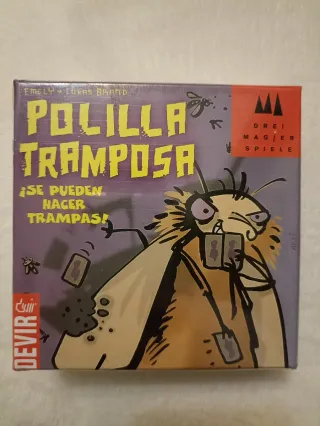 EMELY + LUKAS BRAND
POLILLA
TRAMPOSA
¡SE PUEDEN
HACER
TRAMPAS!
DREI
MAGIER
SPIELE
DEVIR